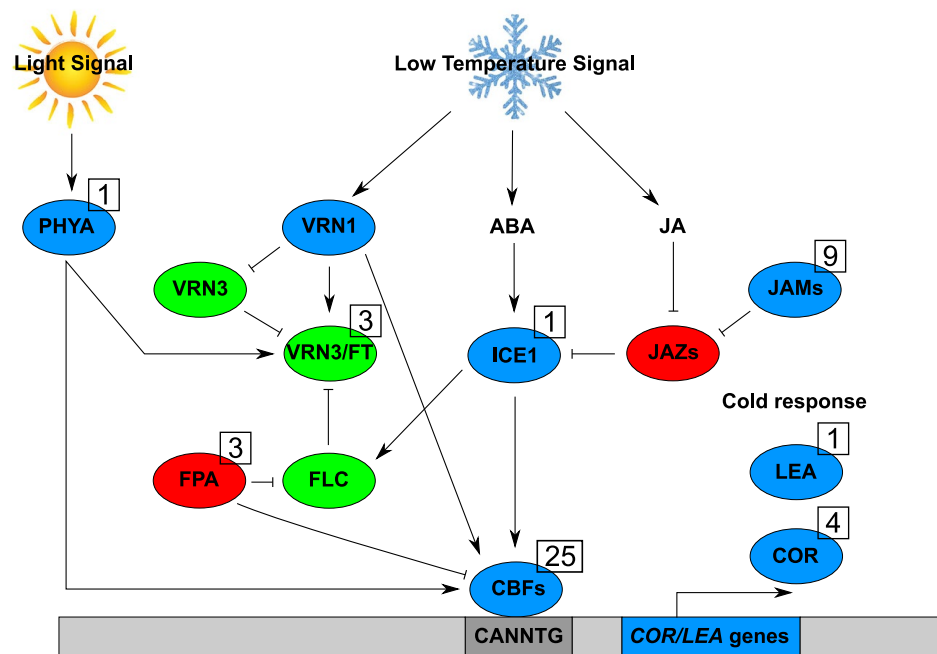 Light Signal
Low Temperature Signal
1
PHYA
VRN1
ABA
JA
9
JAMs
VRN3
3
VRN3/FT
1
ICE1
JAZs
Cold response
3
FPA
FLC
1
LEA
4
COR
25
CBFs
CANNTG
COR/LEA genes